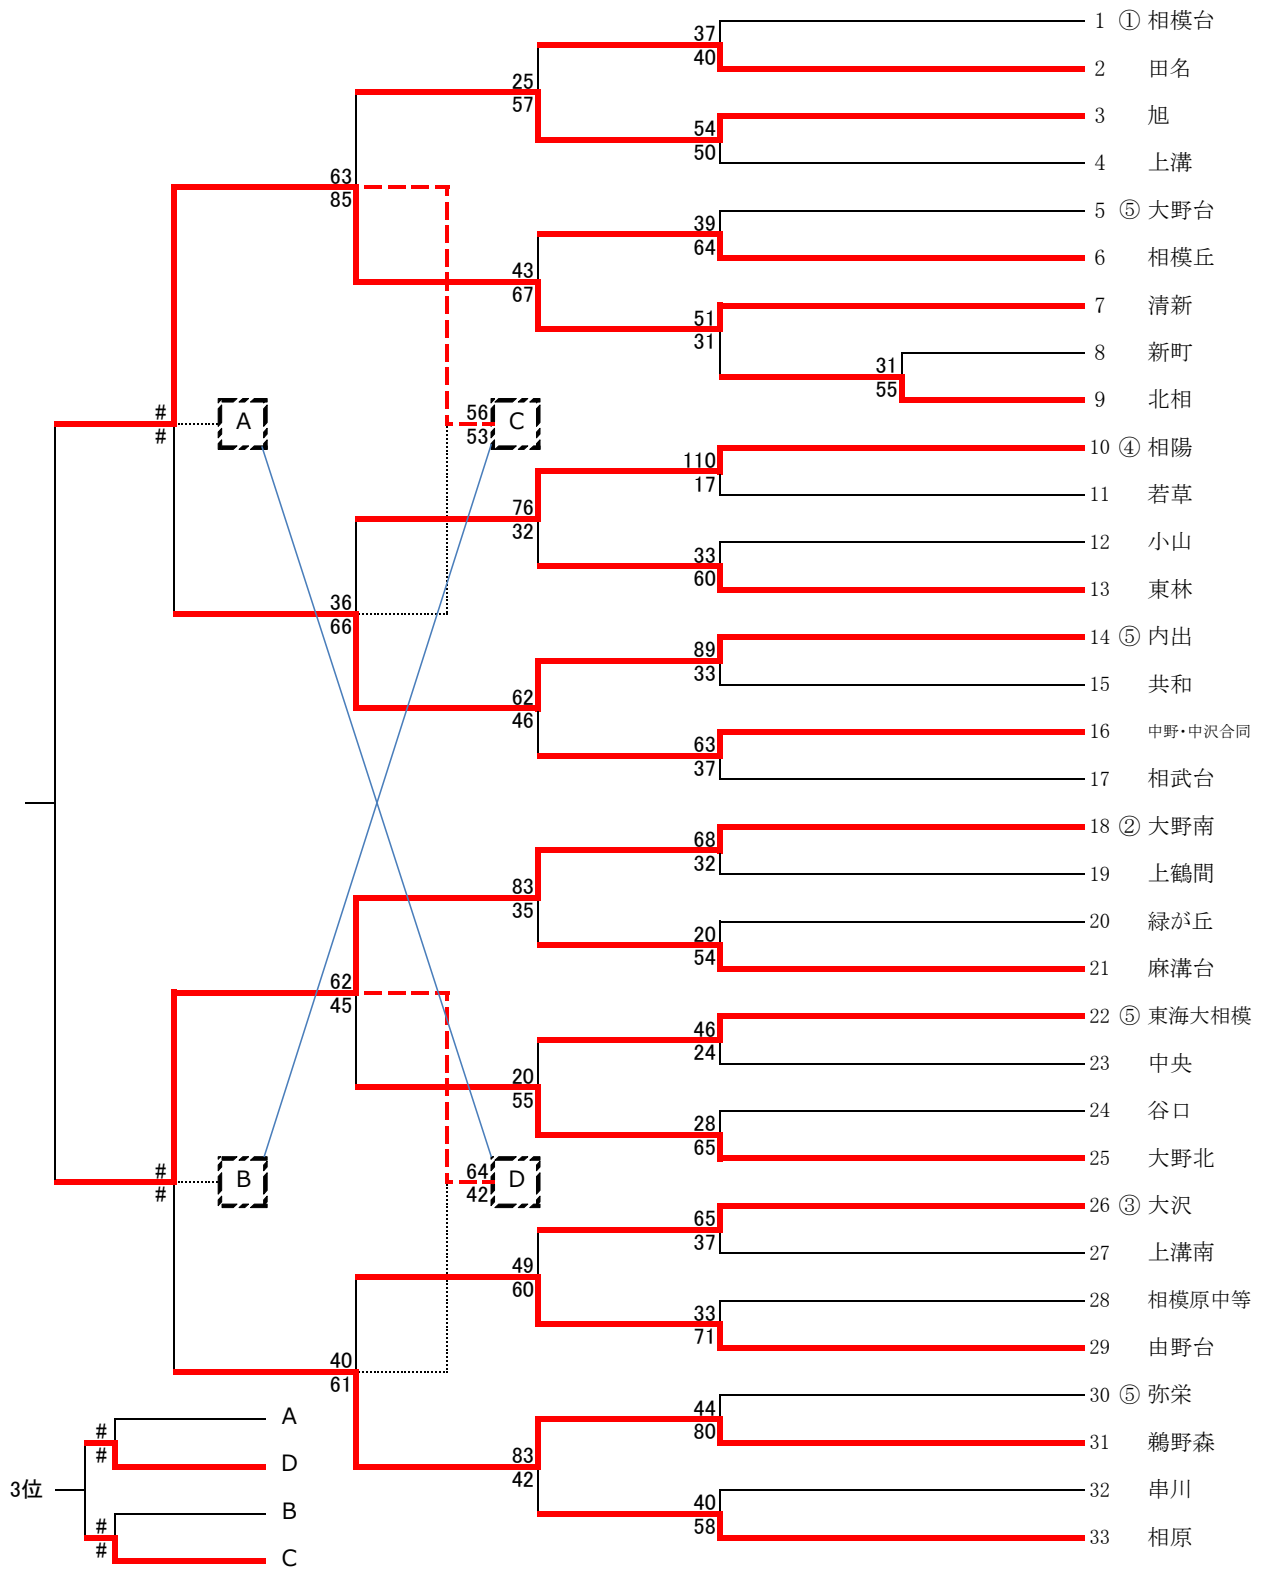 1 ① 相模台
37
40
2 田名
25
57
3 旭
54
50
4 上溝
63
85
5 ⑤ 大野台
39
64
6 相模丘
43
67
7 清新
51
31
8 新町
31
55
9 北相
#
#
A
56
53
C
10 ④ 相陽
110
17
11 若草
76
32
12 小山
33
60
13 東林
36
66
14 ⑤ 内出
89
33
15 共和
62
46
16 中野・中沢合同
63
37
17 相武台
18 ② 大野南
68
32
19 上鶴間
83
35
20 緑が丘
20
54
21 麻溝台
62
45
22 ⑤ 東海大相模
46
24
23 中央
20
55
24 谷口
28
65
25 大野北
#
#
B
64
42
D
26 ③ 大沢
65
37
27 上溝南
49
60
28 相模原中等
33
71
29 由野台
40
61
30 ⑤ 弥栄
44
80
31 鵜野森
83
42
32 串川
40
58
33 相原
A
#
#
D
3位
B
#
#
C